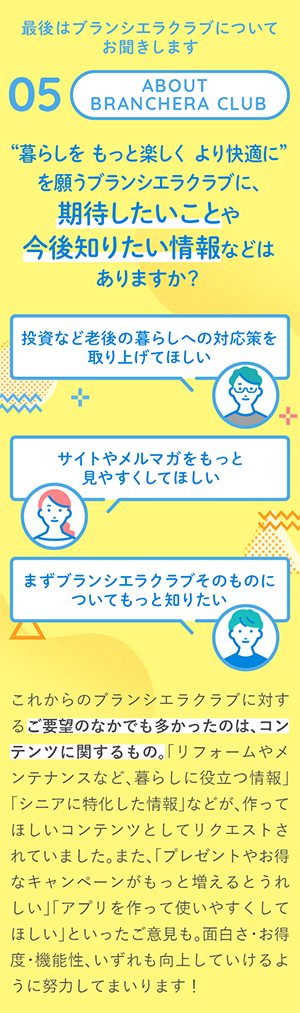 最後はブランシエラクラブについて
お聞きします
05
ABOUT
BRANCHERA CLUB
“暮らしを もっと楽しく より快適に”
を願うブランシエラクラブに、
期待したいことや
今後知りたい情報などは
ありますか？
投資など老後の暮らしへの対応策を
取り上げてほしい
サイトやメルマガをもっと
見やすくしてほしい
まずブランシエラクラブそのものに
ついてもっと知りたい
これからのブランシエラクラブに対す
るご要望のなかでも多かったのは、コン
テンツに関するもの。「リフォームやメ
ンテナンスなど、暮らしに役立つ情報」
「シニアに特化した情報」などが、作って
ほしいコンテンツとしてリクエストさ
れていました。また、「プレゼントやお得
なキャンペーンがもっと増えるとうれ
しい」「アプリを作って使いやすくして
ほしい」といったご意見も。面白さ・お得
度・機能性、いずれも向上していけるよ
うに努力してまいります！